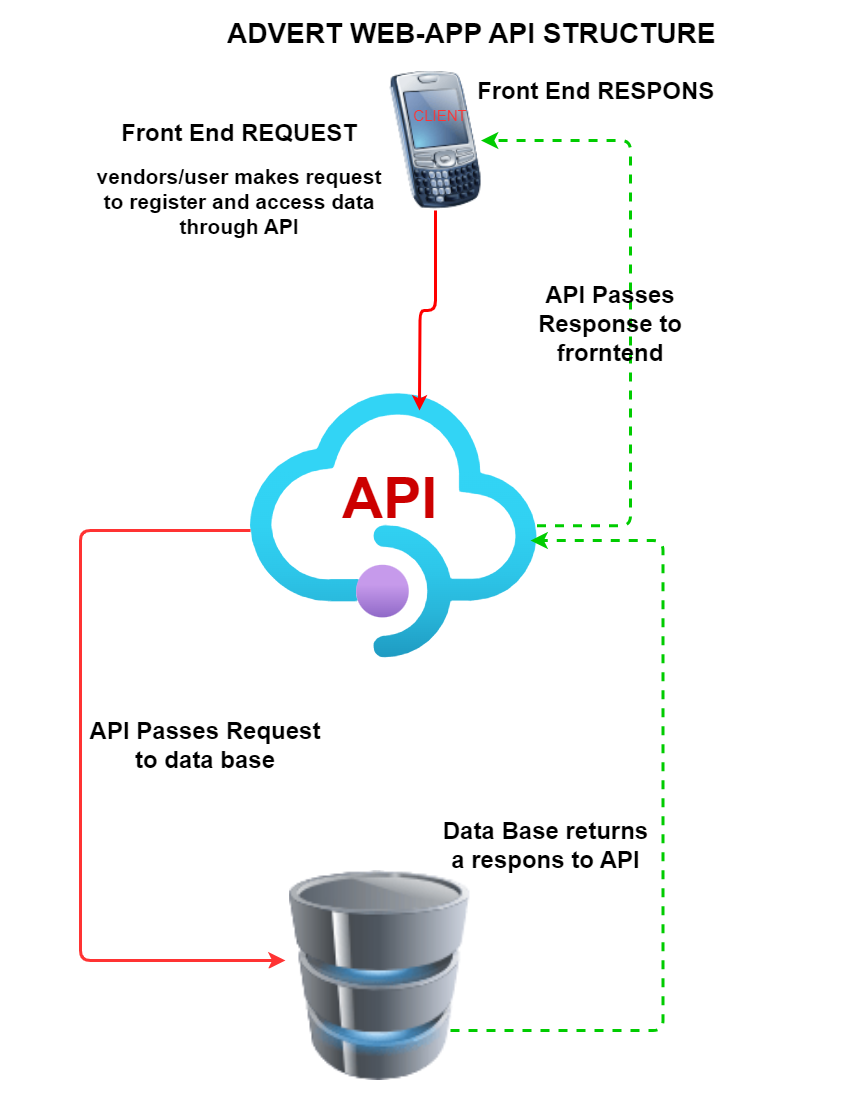 ADVERT WEB-APP API STRUCTURE
Front End RESPONS
CLIENT
Front End REQUEST
vendors/user makes request
to register and access data
through API
API Passes
Response to
frorntend
API
API Passes Request
to data base
Data Base returns
a respons to API